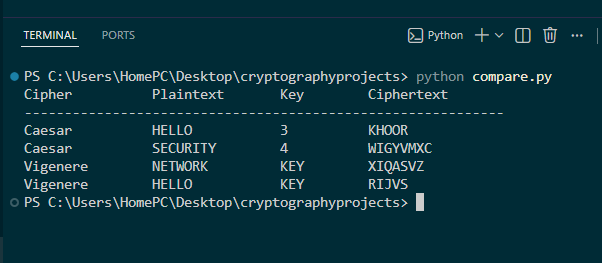 TERMINAL PORTS Python
PS C:\Users\HomePC\Desktop\cryptographyprojects> python compare.py
Cipher Plaintext Key Ciphertext
------------------------------------------------------------
Caesar HELLO 3 KHOOR
Caesar SECURITY 4 WIGYVMXC
Vigenere NETWORK KEY XIQASVZ
Vigenere HELLO KEY RIJVS
PS C:\Users\HomePC\Desktop\cryptographyprojects>